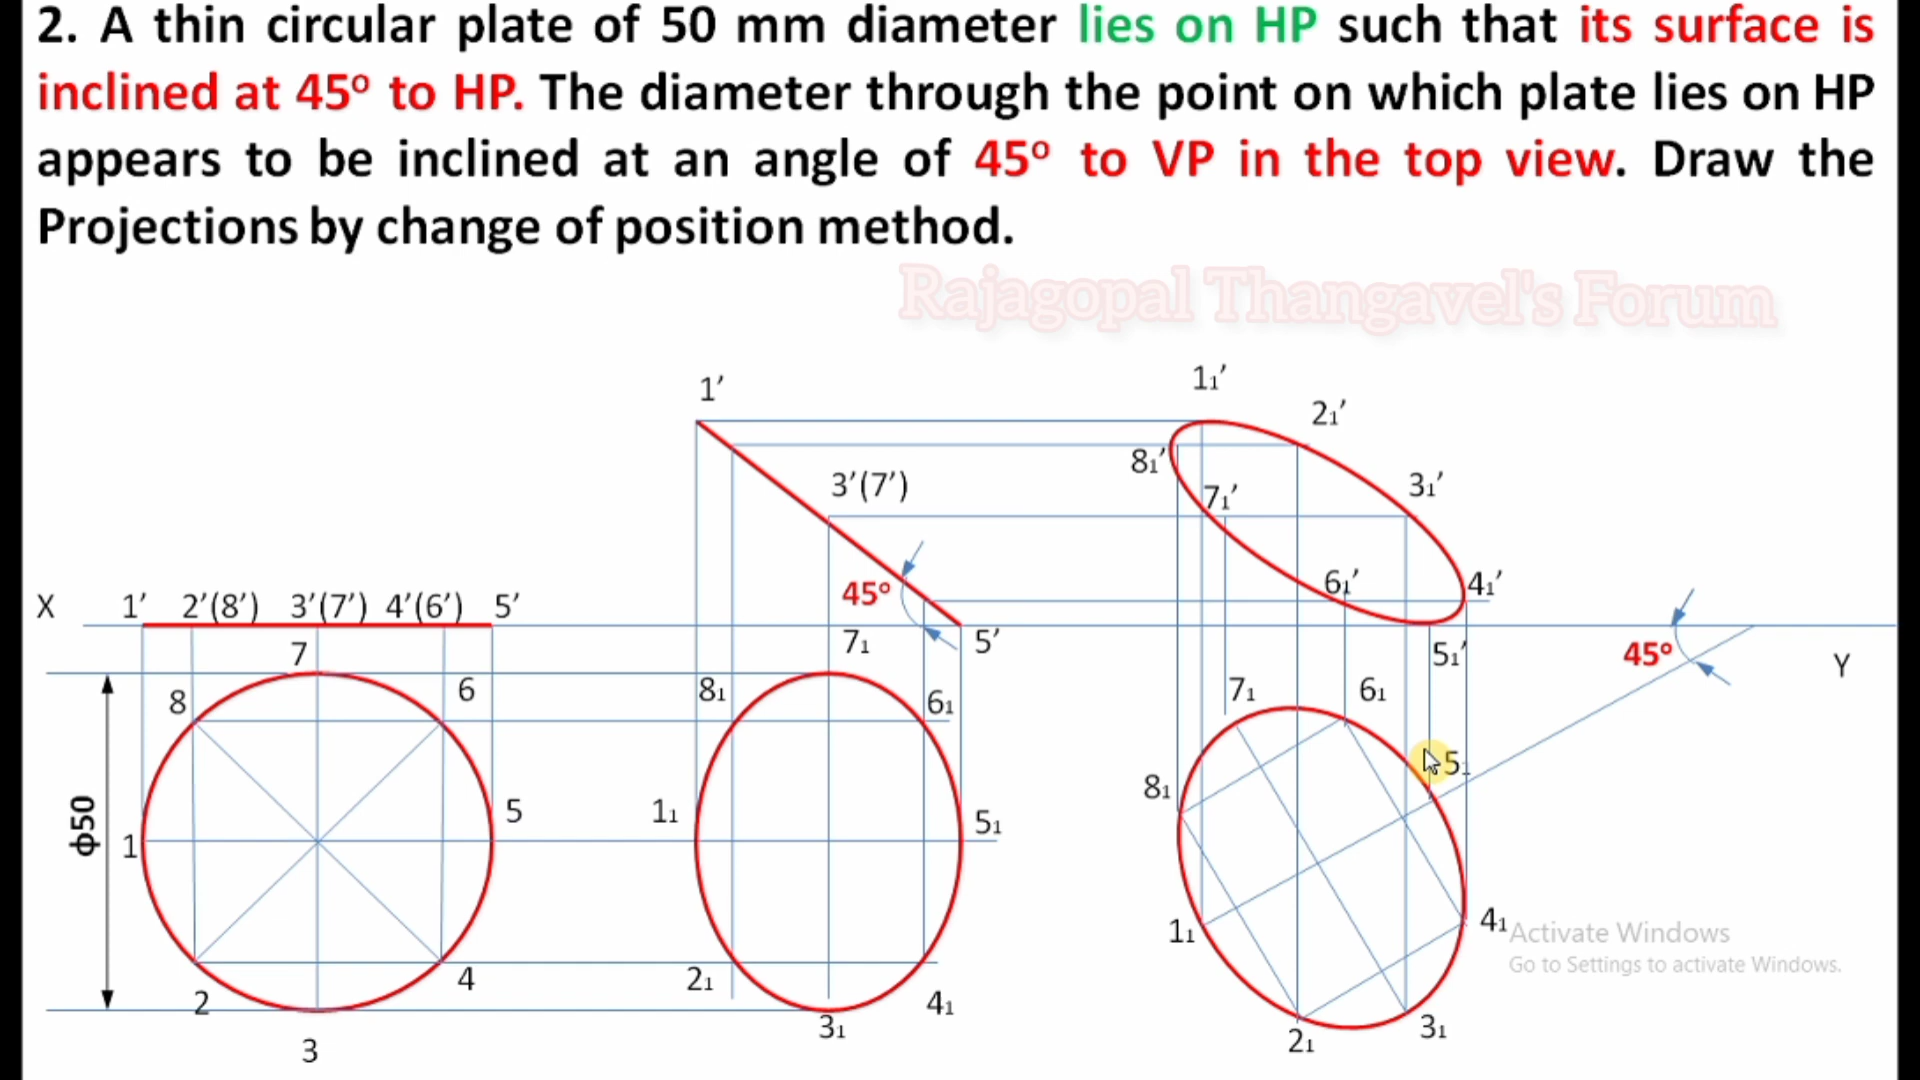 2. A thin circular plate of 50 mm diameter lies on HP such that its surface is
inclined at 45º to HP. The diameter through the point on which plate lies on HP
appears to be inclined at an angle of 45º to VP in the top view. Draw the
Projections by change of position method.
Rajagopal Thangavel's Forum
1′ 1₁′
2₁′
8₁′
3′(7′) 7₁′ 3₁′
45º 6₁′ 4₁′
X 1′ 2′(8′) 3′(7′) 4′(6′) 5′
7 7₁ 5′ 5₁′ 45º Y
8 6 8₁ 6₁ 7₁ 6₁
5₁
8₁
ф50 1 5 1₁ 5₁
1₁ 4₁
Activate Windows
Go to Settings to activate Windows.
2 4 2₁ 4₁
3 3₁ 2₁ 3₁